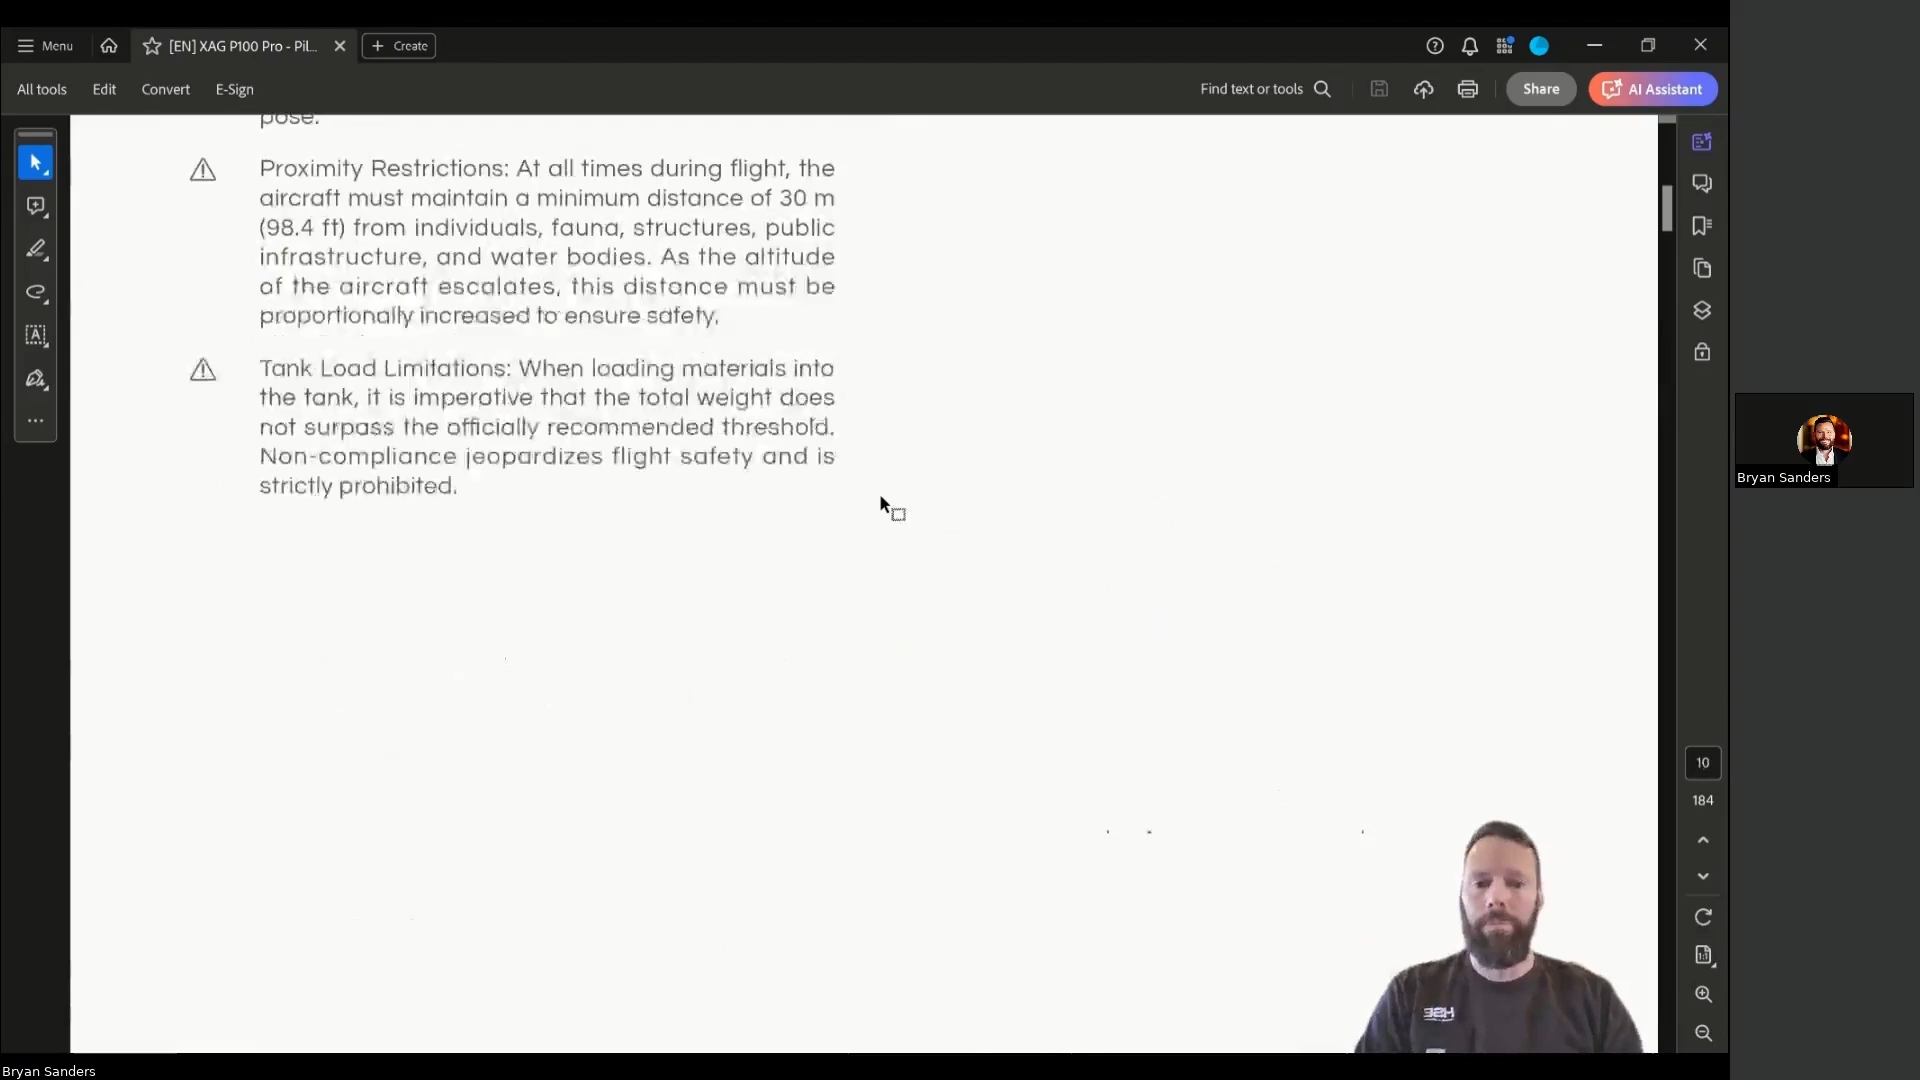 Menu
[EN] XAG P100 Pro - Pil...
Create
All tools
Edit
Convert
E-Sign
Find text or tools
Share
AI Assistant
pose.
Proximity Restrictions: At all times during flight, the
aircraft must maintain a minimum distance of 30 m
(98.4 ft) from individuals, fauna, structures, public
infrastructure, and water bodies. As the altitude
of the aircraft escalates, this distance must be
proportionally increased to ensure safety.
Tank Load Limitations: When loading materials into
the tank, it is imperative that the total weight does
not surpass the officially recommended threshold.
Non-compliance jeopardizes flight safety and is
strictly prohibited.
10
184
Bryan Sanders
Bryan Sanders